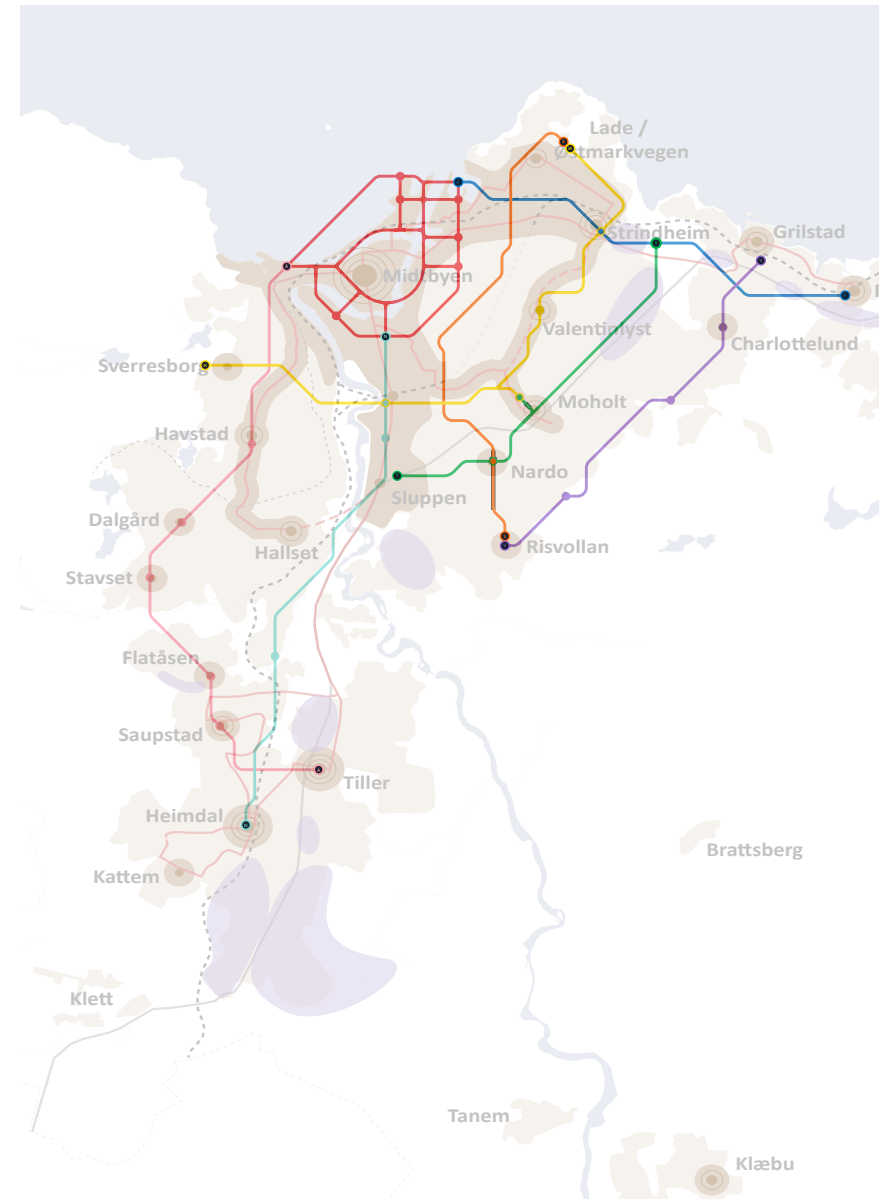 Lade /
Østmarkvegen
Strindheim
Grilstad
Midtbyen
Valentinlyst
Charlottelund
Sverresborg
Moholt
Havstad
Nardo
Sluppen
Dalgård
Hallset
Risvollan
Stavset
Flatåsen
Saupstad
Tiller
Heimdal
Brattsberg
Kattem
Klett
Tanem
Klæbu